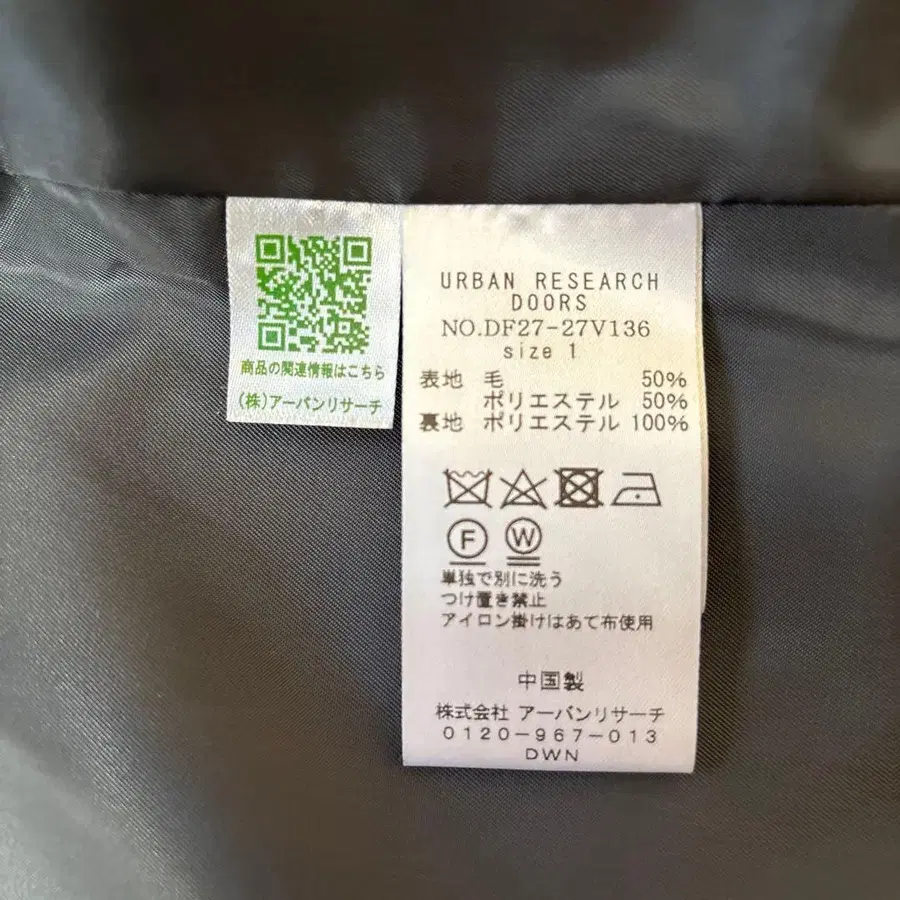 商品の関連情報はこちら
(株)アーバンリサーチ
URBAN RESEARCH
DOORS
NO.DF27-27V136
size 1
表地 毛 50%
ポリエステル 50%
裏地 ポリエステル 100%
F W
単独で別に洗う
つけ置き禁止
アイロン掛けはあて布使用
中国製
株式会社 アーバンリサーチ
0120-967-013
DWN